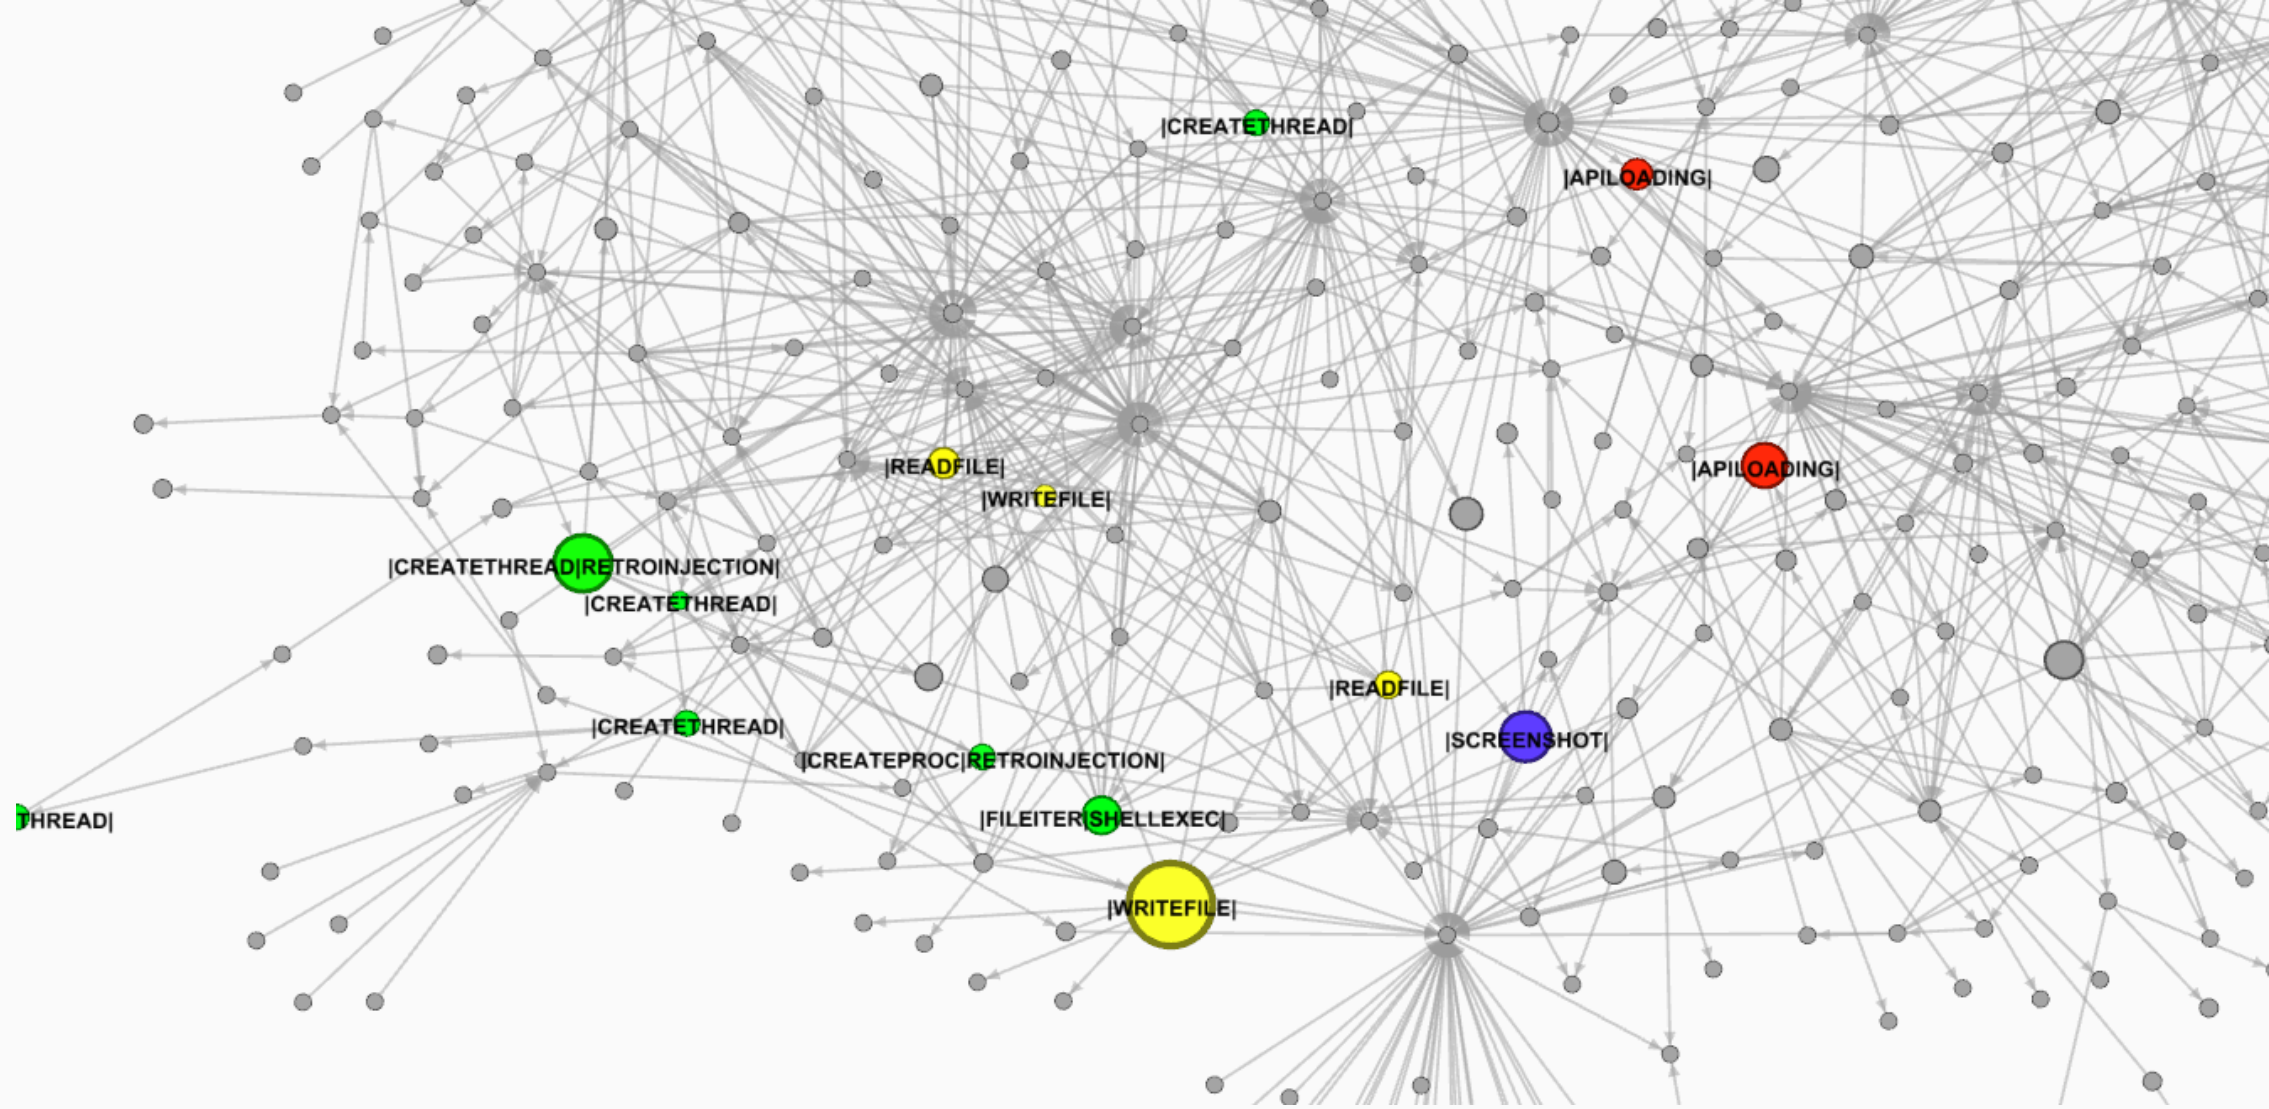 |CREATETHREAD|
|APILOADING|
|READFILE|
|APILOADING|
|WRITEFILE|
|CREATETHREAD|RETROINJECTION|
|CREATETHREAD|
|READFILE|
|CREATETHREAD|
|SCREENSHOT|
|CREATEPROC|RETROINJECTION|
THREAD|
|FILEITER|SHELLEXEC|
|WRITEFILE|